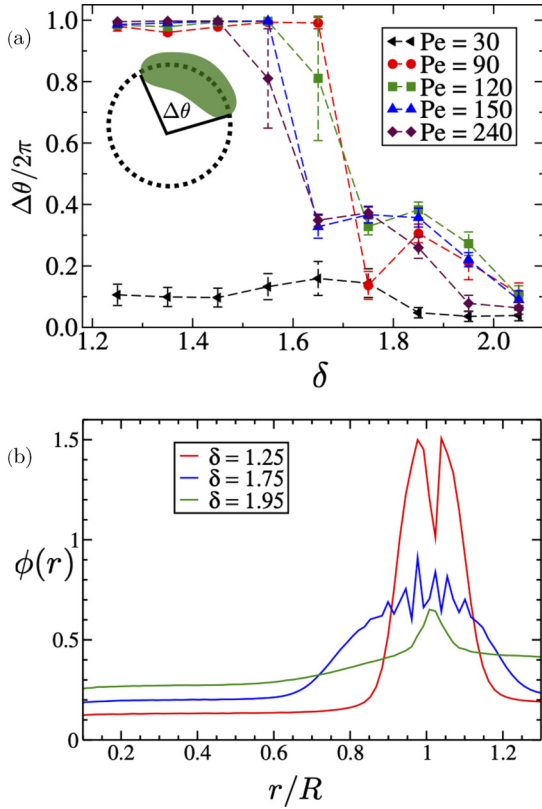 (a)
1.0
0.8
0.6
0.4
0.2
0.0
Δθ/2π
Δθ
Pe = 30
Pe = 90
Pe = 120
Pe = 150
Pe = 240
1.2 1.4 1.6 1.8 2.0
δ
(b)
1.5
1
0.5
0
ϕ(r)
δ = 1.25
δ = 1.75
δ = 1.95
0.2 0.4 0.6 0.8 1 1.2
r/R